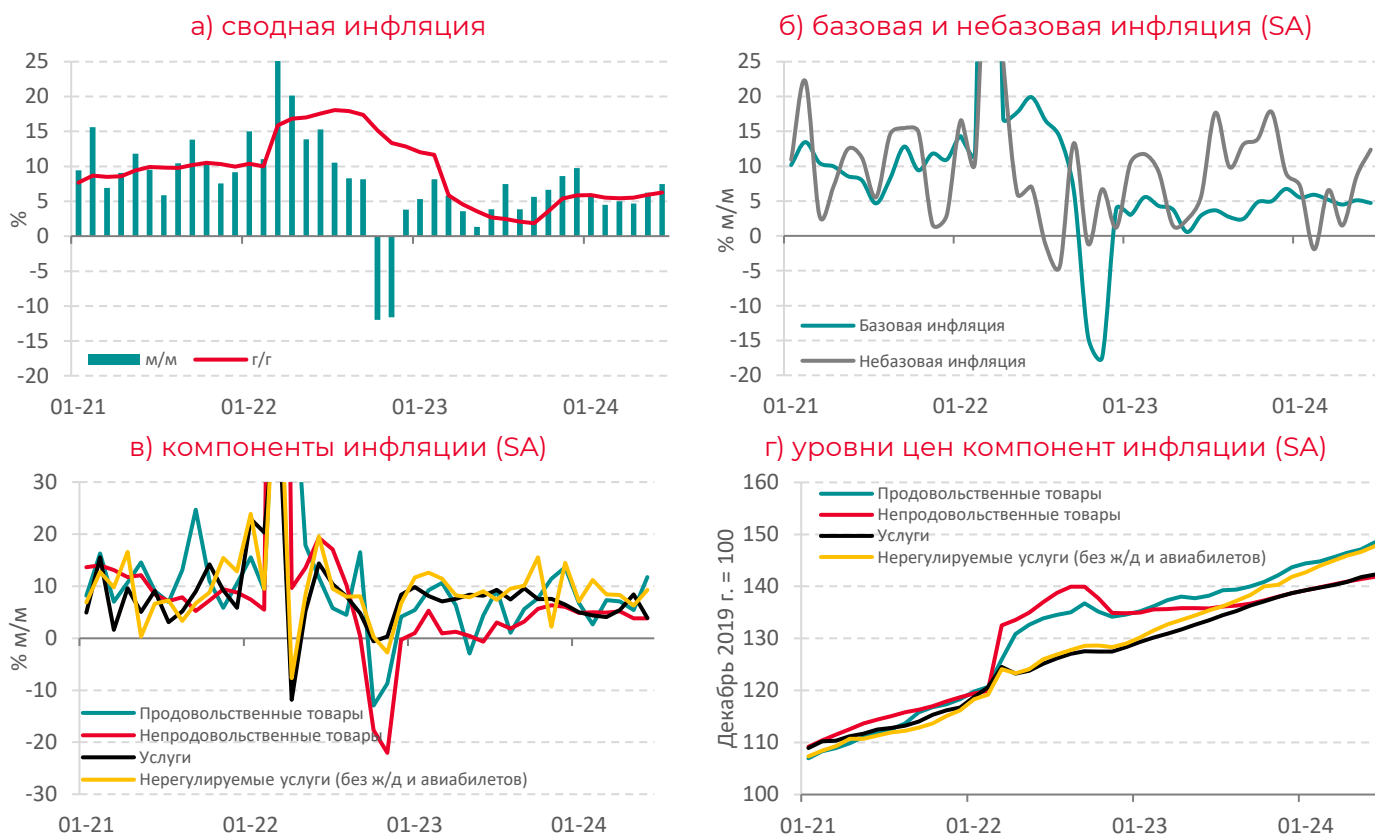 а) сводная инфляция
25
20
15
10
5
0
-5
-10
-15
-20
%
м/м
г/г
01-21
01-22
01-23
01-24
б) базовая и небазовая инфляция (SA)
25
20
15
10
5
0
-5
-10
-15
-20
% м/м
Базовая инфляция
Небазовая инфляция
01-21
01-22
01-23
01-24
в) компоненты инфляции (SA)
30
20
10
0
-10
-20
-30
% м/м
Продовольственные товары
Непродовольственные товары
Услуги
Нерегулируемые услуги (без ж/д и авиабилетов)
01-21
01-22
01-23
01-24
г) уровни цен компонент инфляции (SA)
160
150
140
130
120
110
100
Декабрь 2019 г. = 100
Продовольственные товары
Непродовольственные товары
Услуги
Нерегулируемые услуги (без ж/д и авиабилетов)
01-21
01-22
01-23
01-24